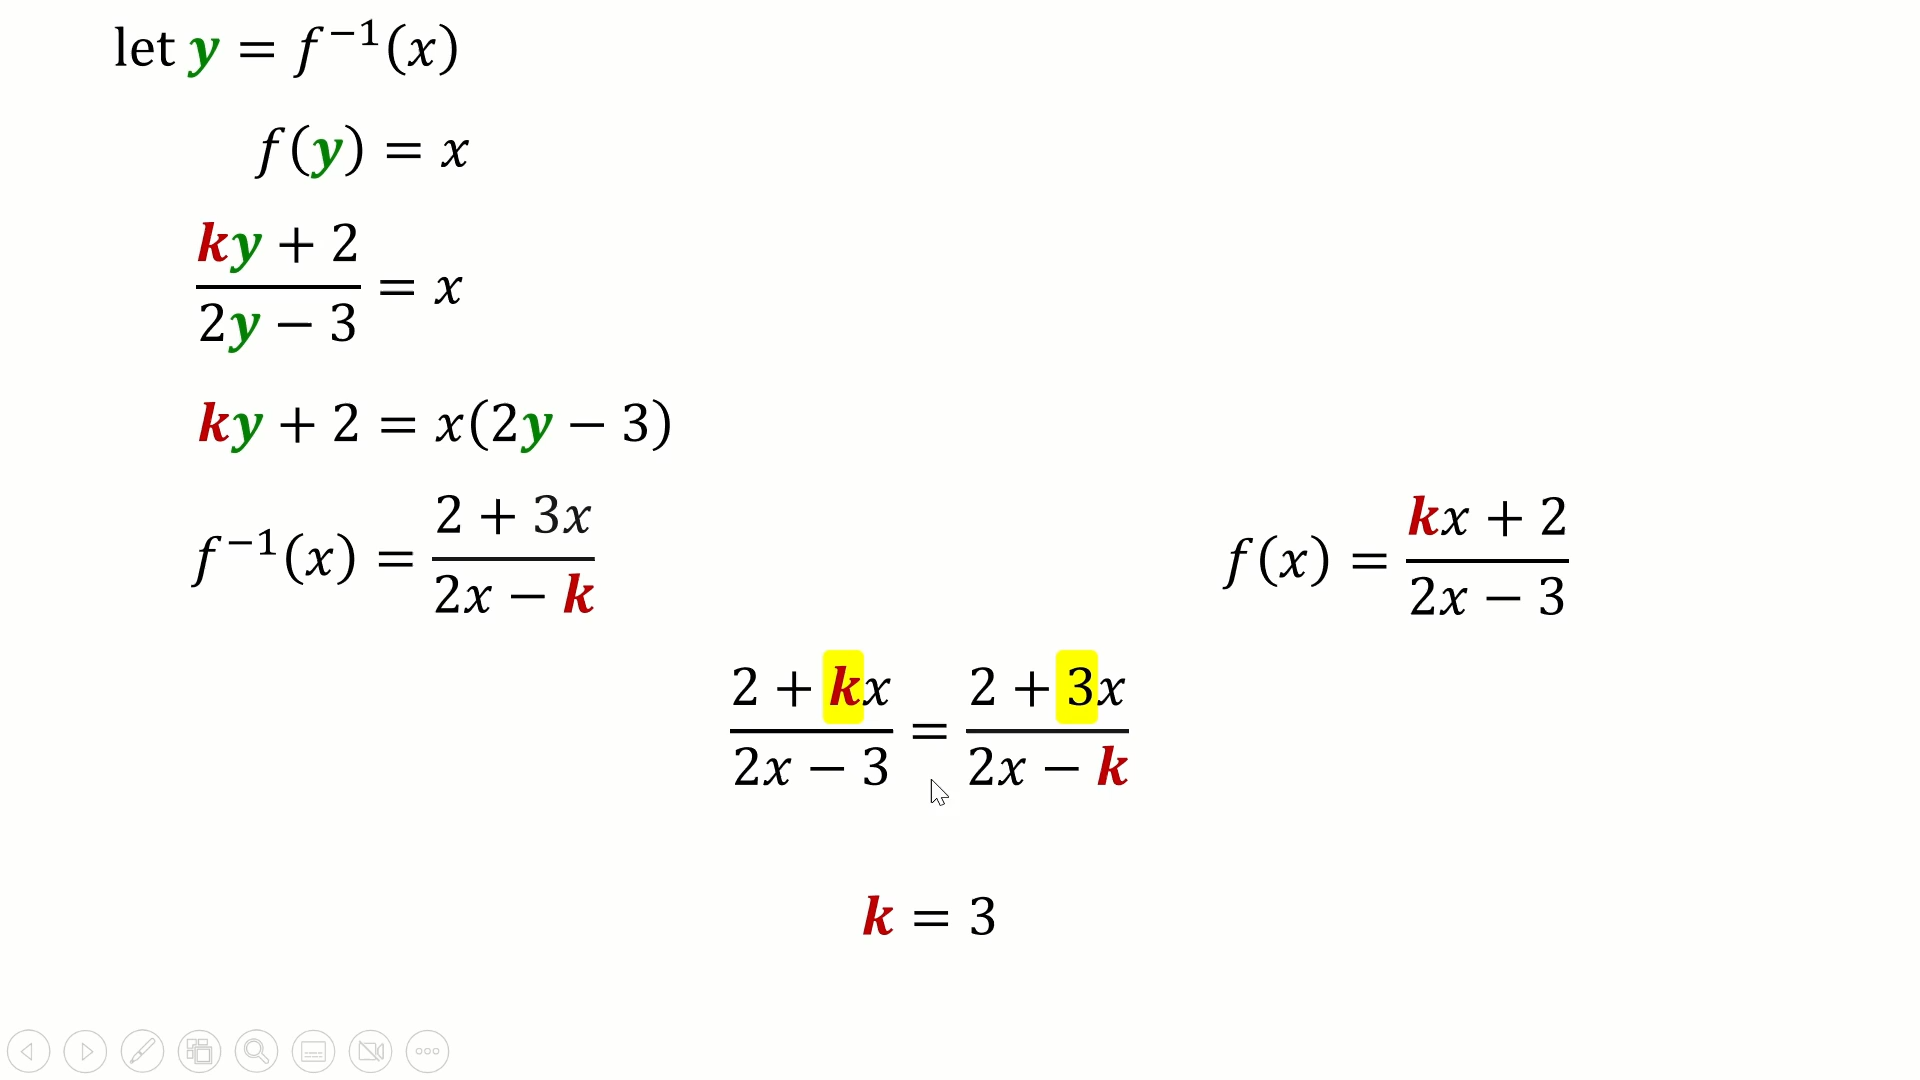 let y = f⁻¹(x)
f(y) = x
(ky + 2)/(2y − 3) = x
ky + 2 = x(2y − 3)
f⁻¹(x) = (2 + 3x)/(2x − k)
f(x) = (kx + 2)/(2x − 3)
(2 + kx)/(2x − 3) = (2 + 3x)/(2x − k)
k = 3